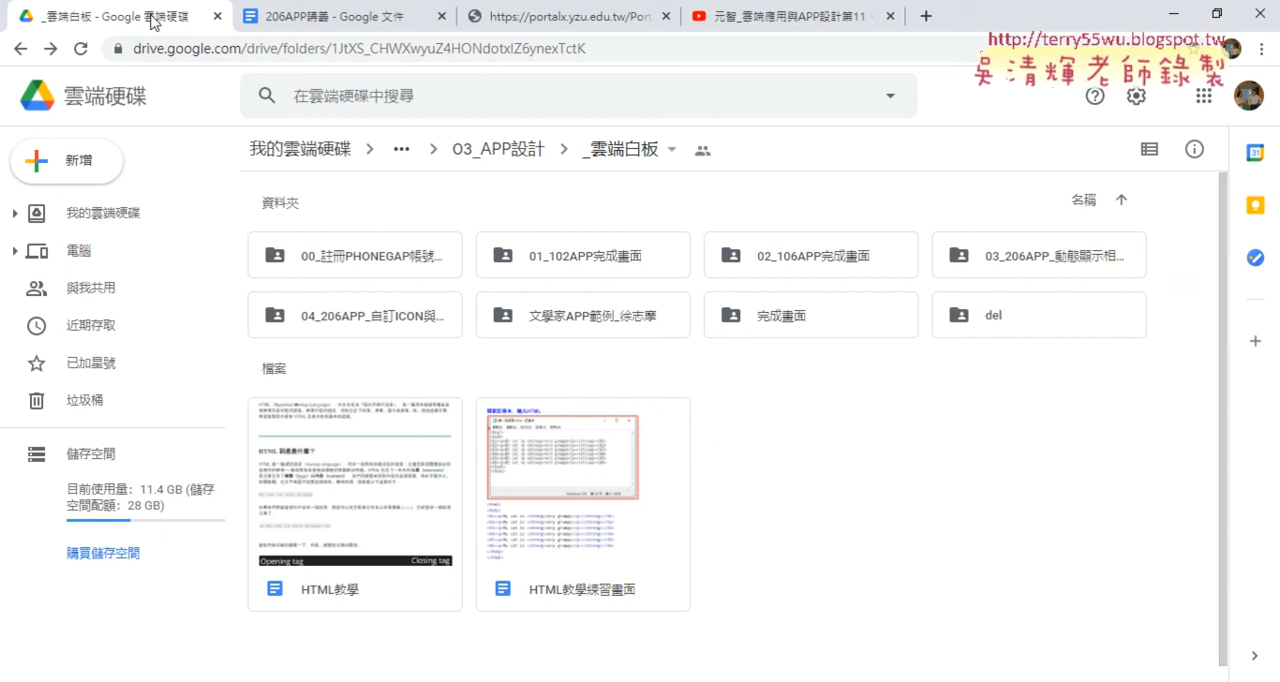 _雲端白板 - Google 雲端硬碟
206APP講義 - Google 文件
https://portalx.yzu.edu.tw/Port
元智_雲端應用與APP設計第11
drive.google.com/drive/folders/1JtXS_CHWXwyuZ4HONdotxIZ6ynexTctK
http://terry55wu.blogspot.tw
吳清輝老師錄製
雲端硬碟
在雲端硬碟中搜尋
新增
我的雲端硬碟
...
03_APP設計
_雲端白板
我的雲端硬碟
電腦
與我共用
近期存取
已加星號
垃圾桶
儲存空間
目前使用量：11.4 GB (儲存
空間配額：28 GB)
購買儲存空間
資料夾
名稱
00_註冊PHONEGAP帳號...
01_102APP完成畫面
02_106APP完成畫面
03_206APP_動態顯示相...
04_206APP_自訂ICON與...
文學家APP範例_徐志摩
完成畫面
del
檔案
HTML 到底是什麼？
Opening tag
Closing tag
HTML教學
HTML教學練習畫面
31